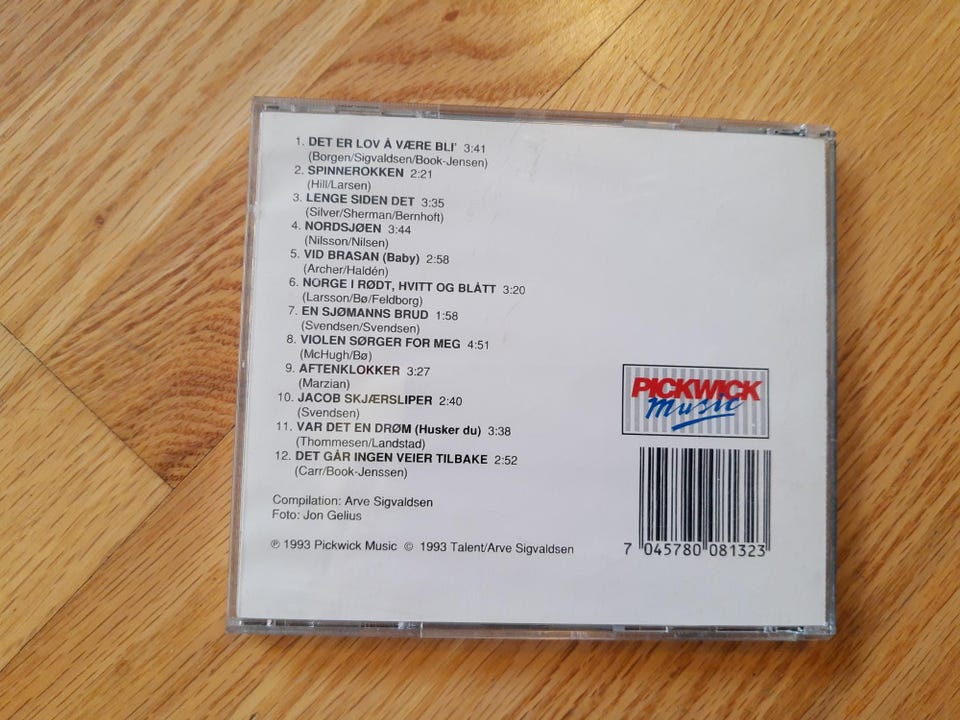 1. DET ER LOV Å VÆRE BLI' 3:41
(Borgen/Sigvaldsen/Book-Jensen)
2. SPINNEROKKEN 2:21
(Hill/Larsen)
3. LENGE SIDEN DET 3:35
(Silver/Sherman/Bernhoft)
4. NORDSJØEN 3:44
(Nilsson/Nilsen)
5. VID BRASAN (Baby) 2:58
(Archer/Haldén)
6. NORGE I RØDT, HVITT OG BLÅTT 3:20
(Larsson/Bø/Feldborg)
7. EN SJØMANNS BRUD 1:58
(Svendsen/Svendsen)
8. VIOLEN SØRGER FOR MEG 4:51
(McHugh/Bø)
9. AFTENKLOKKER 3:27
(Marzian)
10. JACOB SKJÆRSLIPER 2:40
(Svendsen)
11. VAR DET EN DRØM (Husker du) 3:38
(Thommesen/Landstad)
12. DET GÅR INGEN VEIER TILBAKE 2:52
(Carr/Book-Jenssen)
Compilation: Arve Sigvaldsen
Foto: Jon Gelius
℗ 1993 Pickwick Music © 1993 Talent/Arve Sigvaldsen
PICKWICK
music
7 045780 081323